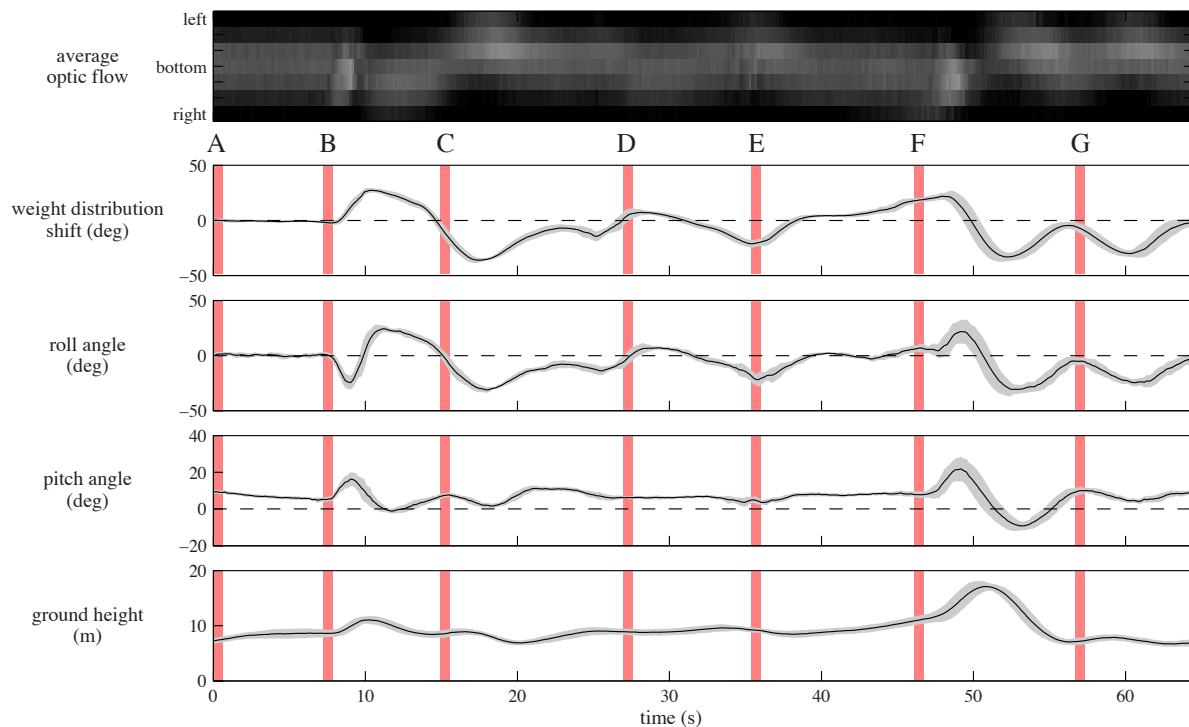 left
average
optic flow
bottom
right
A B C D E F G
50
weight distribution
shift (deg)
0
−50
50
roll angle
(deg)
0
−50
40
pitch angle
(deg)
20
0
−20
20
ground height
(m)
10
0
0 10 20 30 40 50 60
time (s)